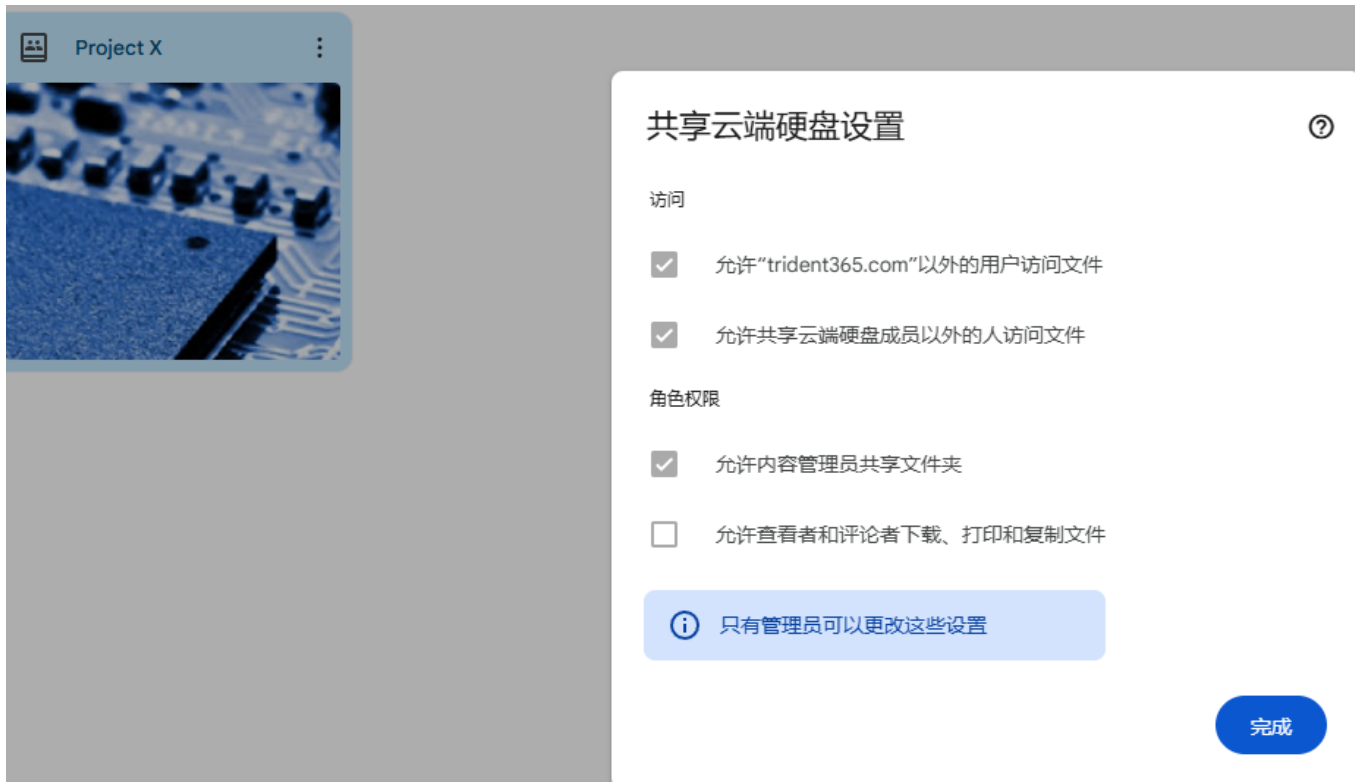 Project X
共享云端硬盘设置
访问
允许“trident365.com”以外的用户访问文件
允许共享云端硬盘成员以外的人访问文件
角色权限
允许内容管理员共享文件夹
允许查看者和评论者下载、打印和复制文件
只有管理员可以更改这些设置
完成